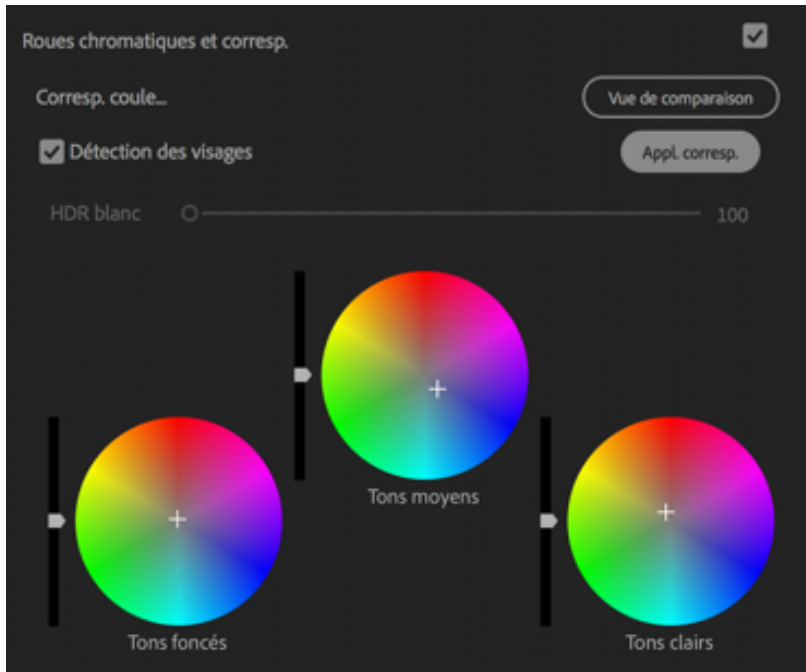 Roues chromatiques et corresp.
Corresp. coule...
Vue de comparaison
Détection des visages
Appl. corresp.
HDR blanc
100
Tons moyens
Tons foncés
Tons clairs